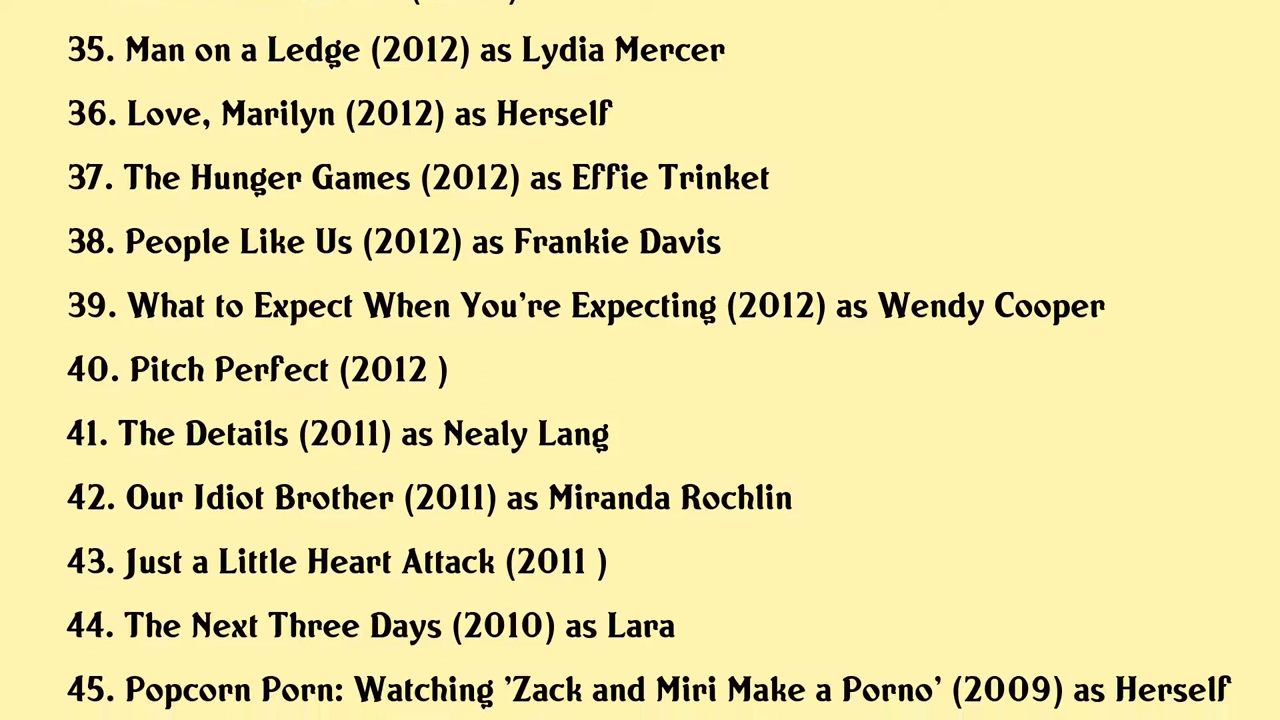 35. Man on a Ledge (2012) as Lydia Mercer
36. Love, Marilyn (2012) as Herself
37. The Hunger Games (2012) as Effie Trinket
38. People Like Us (2012) as Frankie Davis
39. What to Expect When You're Expecting (2012) as Wendy Cooper
40. Pitch Perfect (2012 )
41. The Details (2011) as Nealy Lang
42. Our Idiot Brother (2011) as Miranda Rochlin
43. Just a Little Heart Attack (2011 )
44. The Next Three Days (2010) as Lara
45. Popcorn Porn: Watching 'Zack and Miri Make a Porno' (2009) as Herself